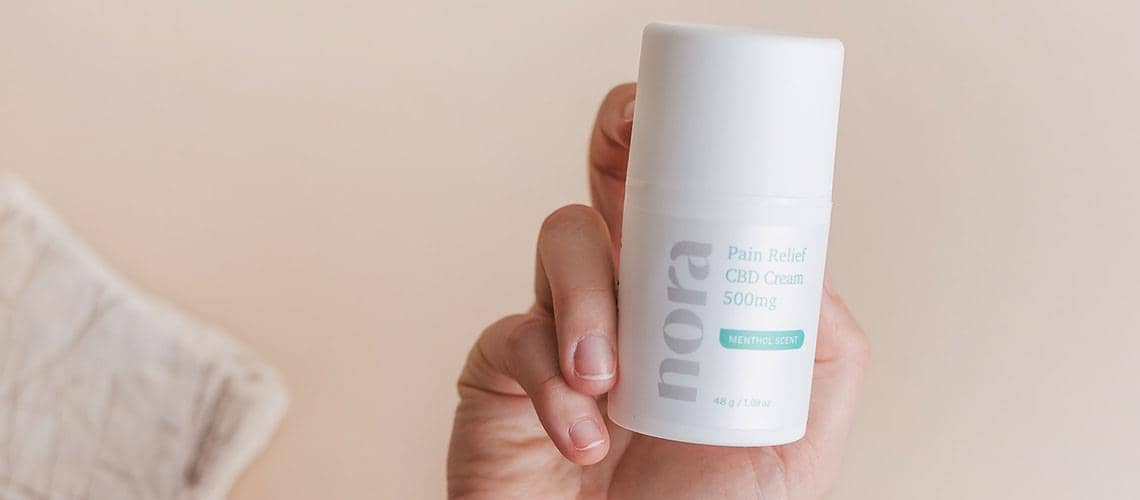 nora
Pain Relief
CBD Cream
500mg
MENTHOL SCENT
48 g / 1.69 oz